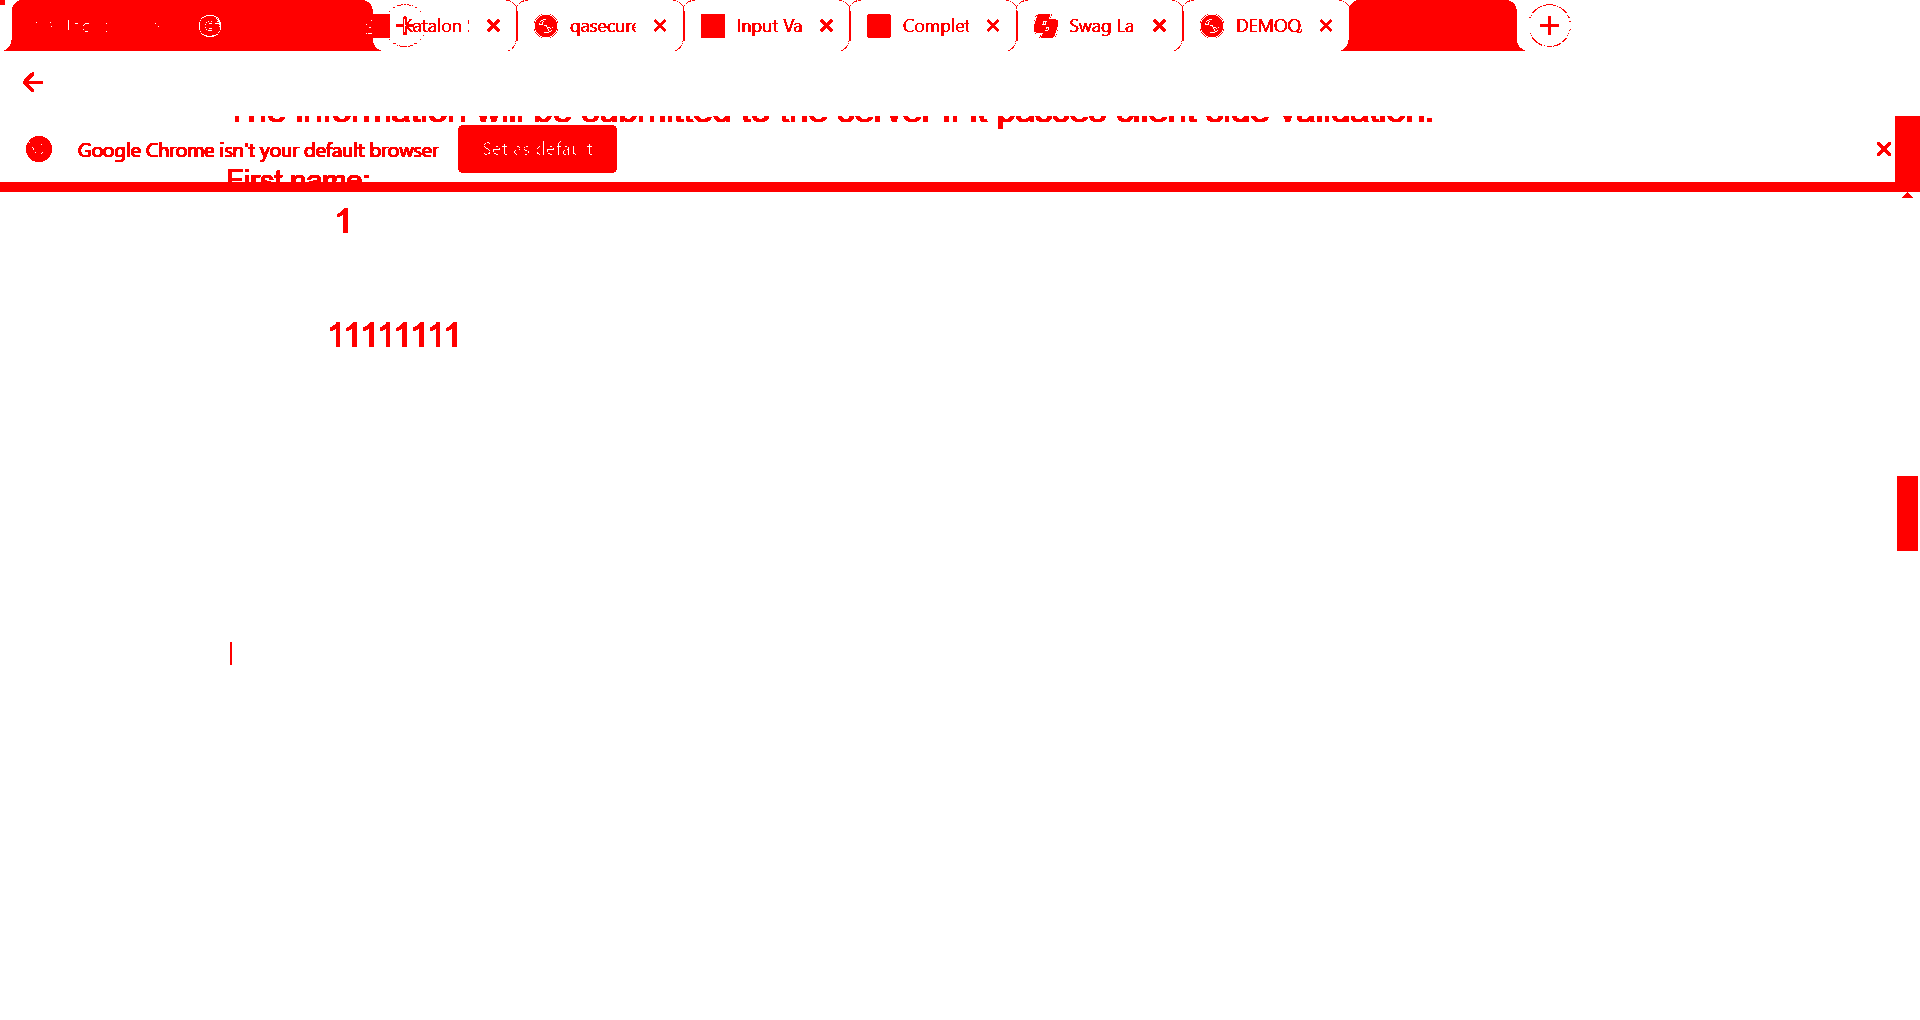 Katalon
qasecure
Input Va
Complet
Swag La
DEMOQ
The information will be submitted to the server if it passes client side validation.
Google Chrome isn't your default browser
Set as default
First name:
1
11111111